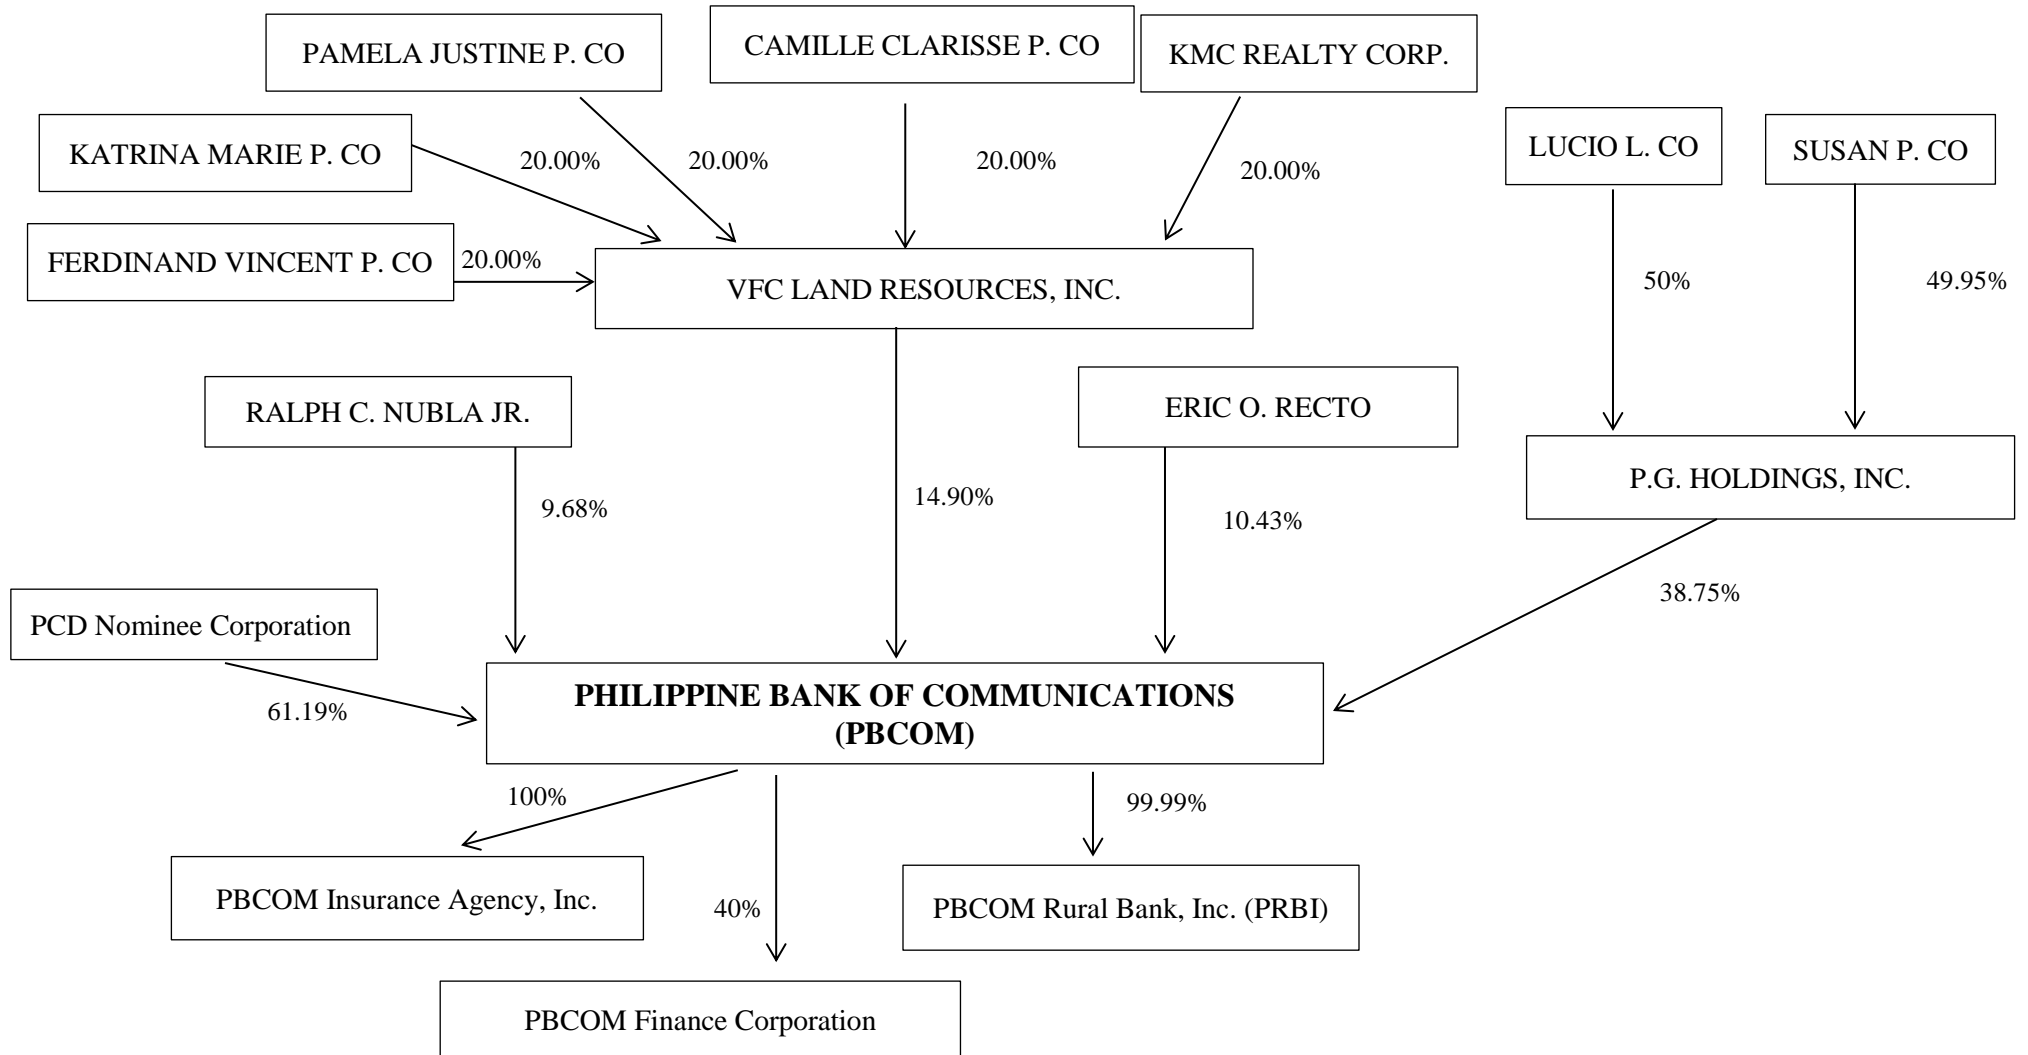 PAMELA JUSTINE P. CO
CAMILLE CLARISSE P. CO
KMC REALTY CORP.
KATRINA MARIE P. CO
LUCIO L. CO
SUSAN P. CO
20.00%
20.00%
20.00%
20.00%
FERDINAND VINCENT P. CO
20.00%
VFC LAND RESOURCES, INC.
50%
49.95%
RALPH C. NUBLA JR.
ERIC O. RECTO
P.G. HOLDINGS, INC.
9.68%
14.90%
10.43%
38.75%
PCD Nominee Corporation
61.19%
PHILIPPINE BANK OF COMMUNICATIONS
(PBCOM)
100%
99.99%
PBCOM Insurance Agency, Inc.
40%
PBCOM Rural Bank, Inc. (PRBI)
PBCOM Finance Corporation